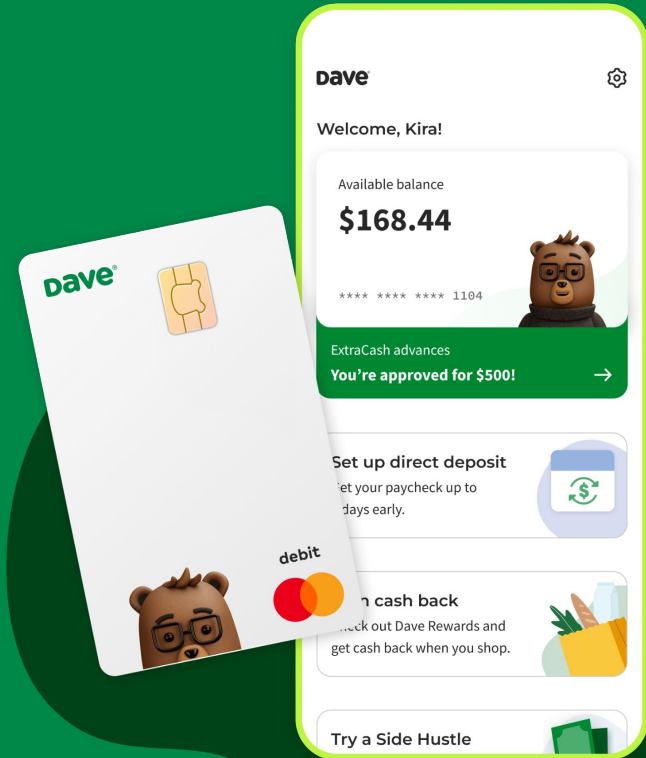 Dave
Welcome, Kira!
Available balance
$168.44
**** **** **** 1104
ExtraCash advances
You're approved for $500!
Set up direct deposit
your paycheck up to
days early.
cash back
out Dave Rewards and
get cash back when you shop.
Try a Side Hustle
Dave®
debit